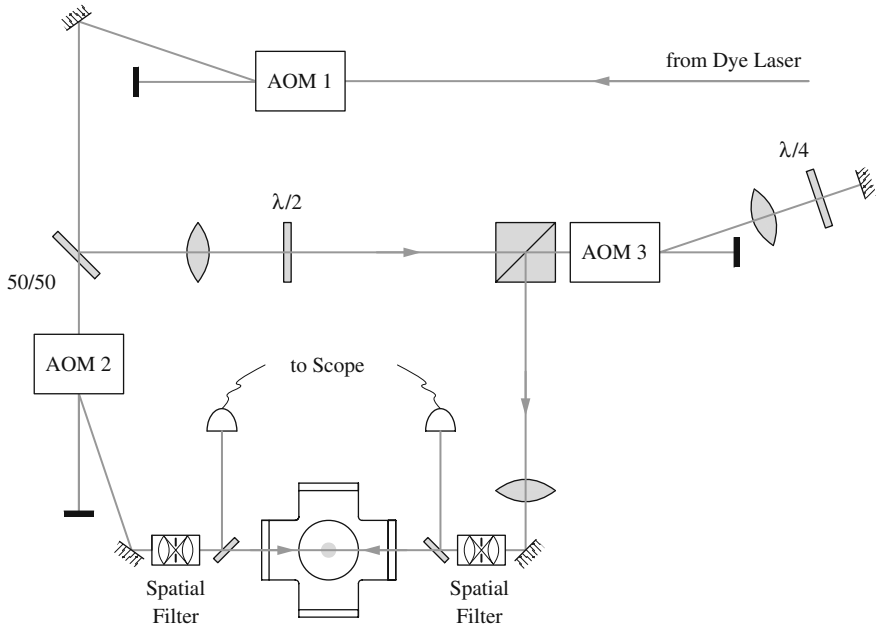 from Dye Laser
AOM 1
λ/4
λ/2
AOM 3
50/50
AOM 2
to Scope
Spatial
Filter
Spatial
Filter